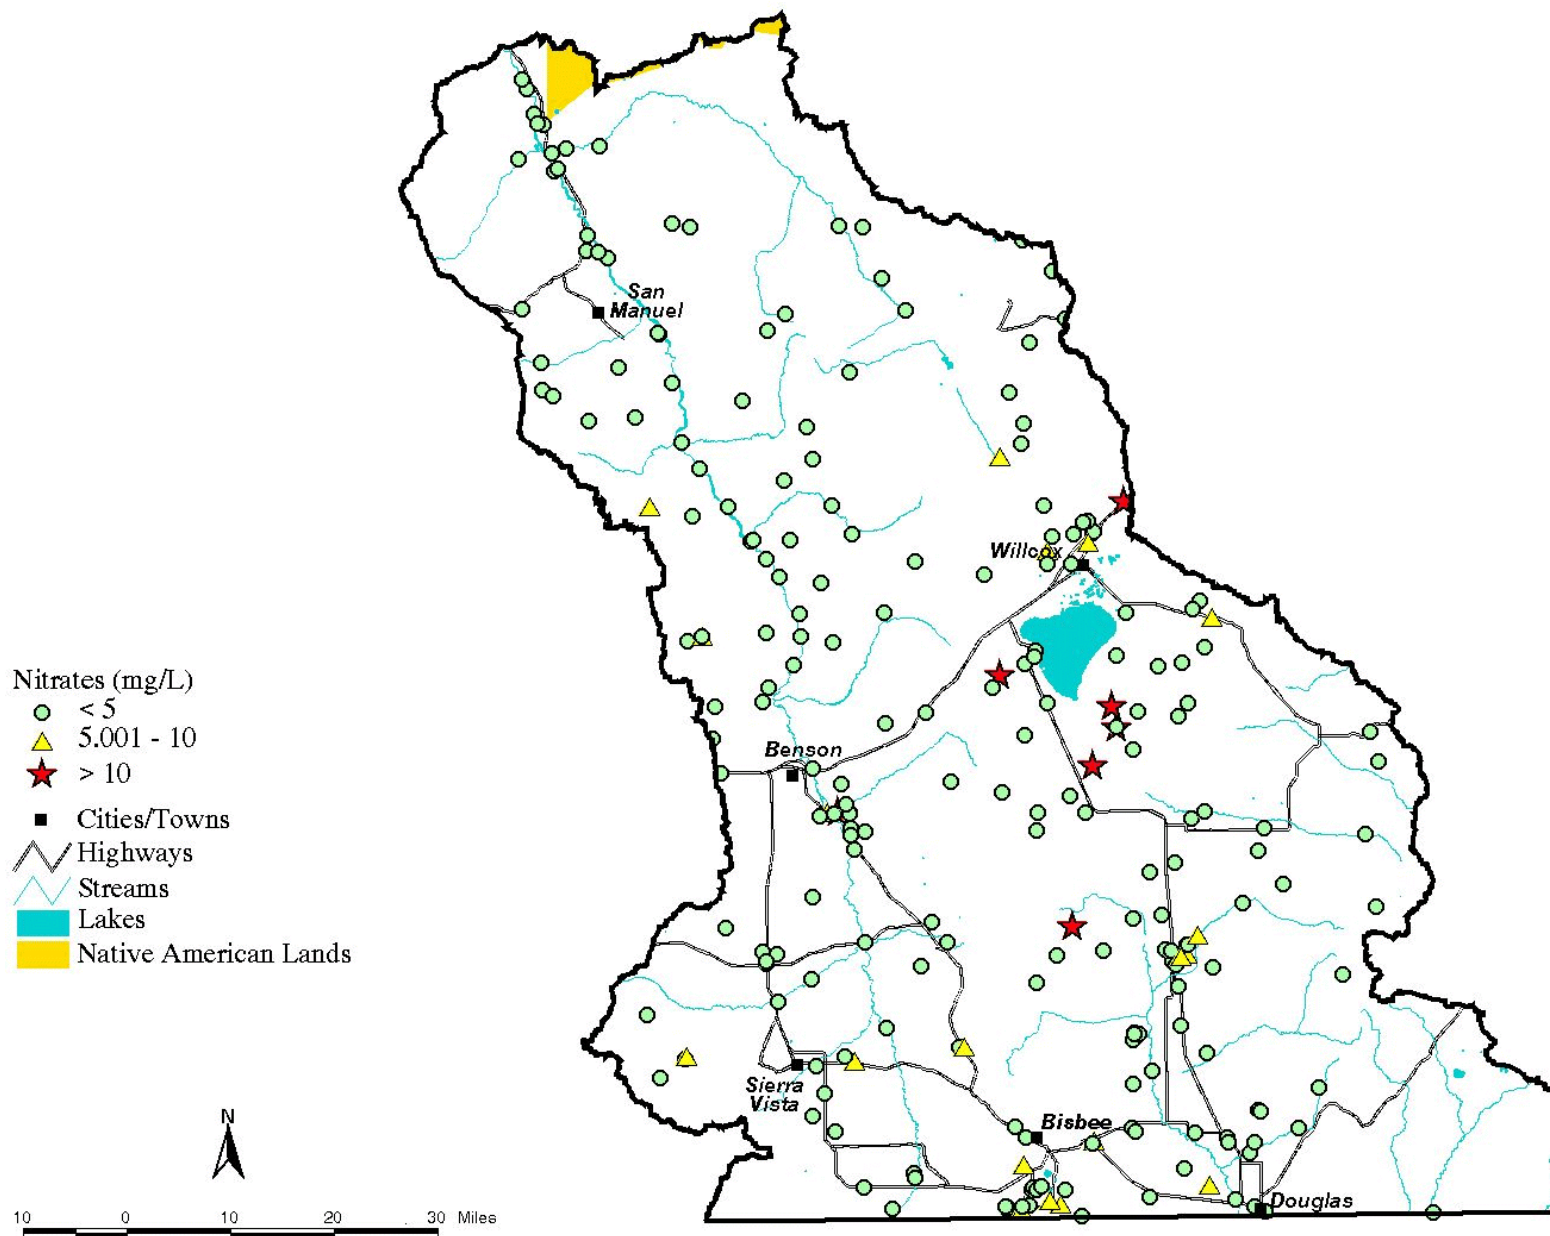 San
Manuel
Willcox
Nitrates (mg/L)
< 5
5.001 - 10
> 10
Benson
Cities/Towns
Highways
Streams
Lakes
Native American Lands
Sierra
Vista
N
Bisbee
Douglas
10 0 10 20 30 Miles